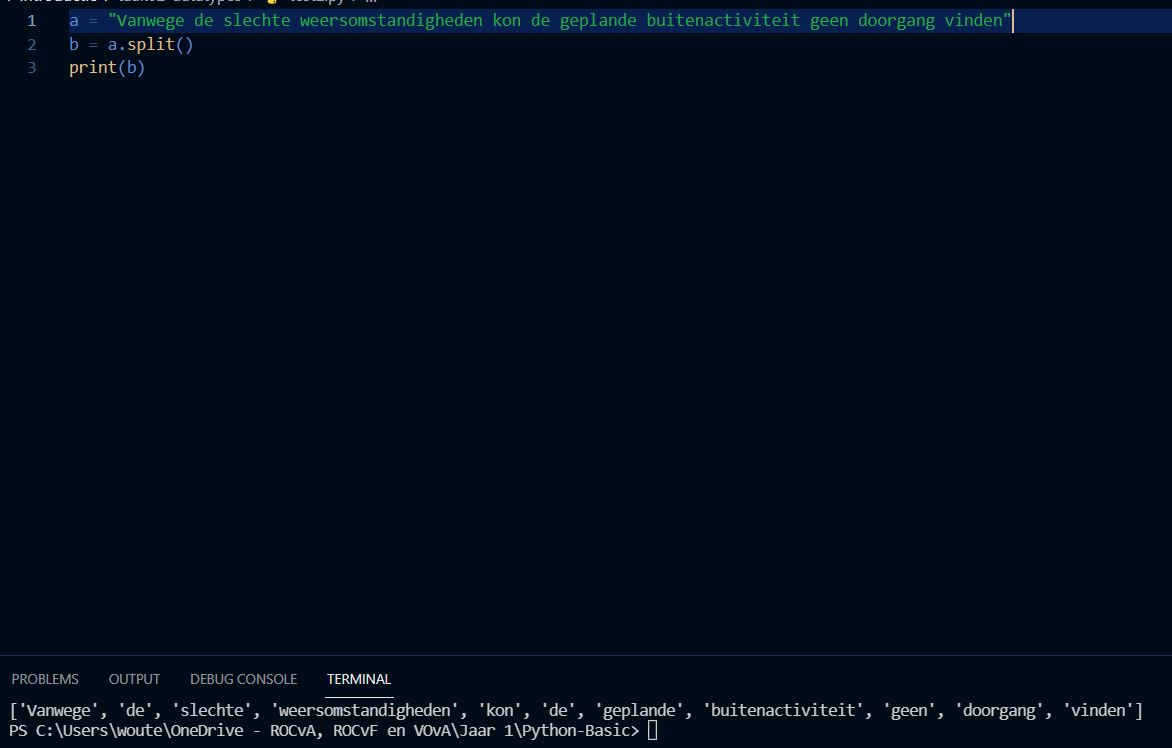 1 a = "Vanwege de slechte weersomstandigheden kon de geplande buitenactiviteit geen doorgang vinden"
2 b = a.split()
3 print(b)
PROBLEMS OUTPUT DEBUG CONSOLE TERMINAL
['Vanwege', 'de', 'slechte', 'weersomstandigheden', 'kon', 'de', 'geplande', 'buitenactiviteit', 'geen', 'doorgang', 'vinden']
PS C:\Users\woute\OneDrive - ROCvA, ROCvF en VOvA\Jaar 1\Python-Basic>